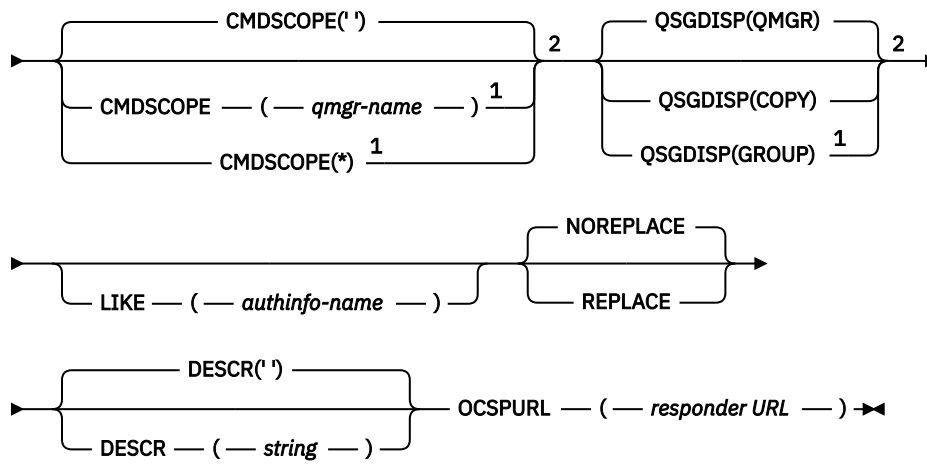 CMDSCOPE(' ') QSGDISP(QMGR)
2 2
CMDSCOPE ( qmgr-name ) 1 QSGDISP(COPY)
CMDSCOPE(*) 1 QSGDISP(GROUP) 1
NOREPLACE
LIKE ( authinfo-name ) REPLACE
DESCR(' ')
OCSPURL ( responder URL )
DESCR ( string )